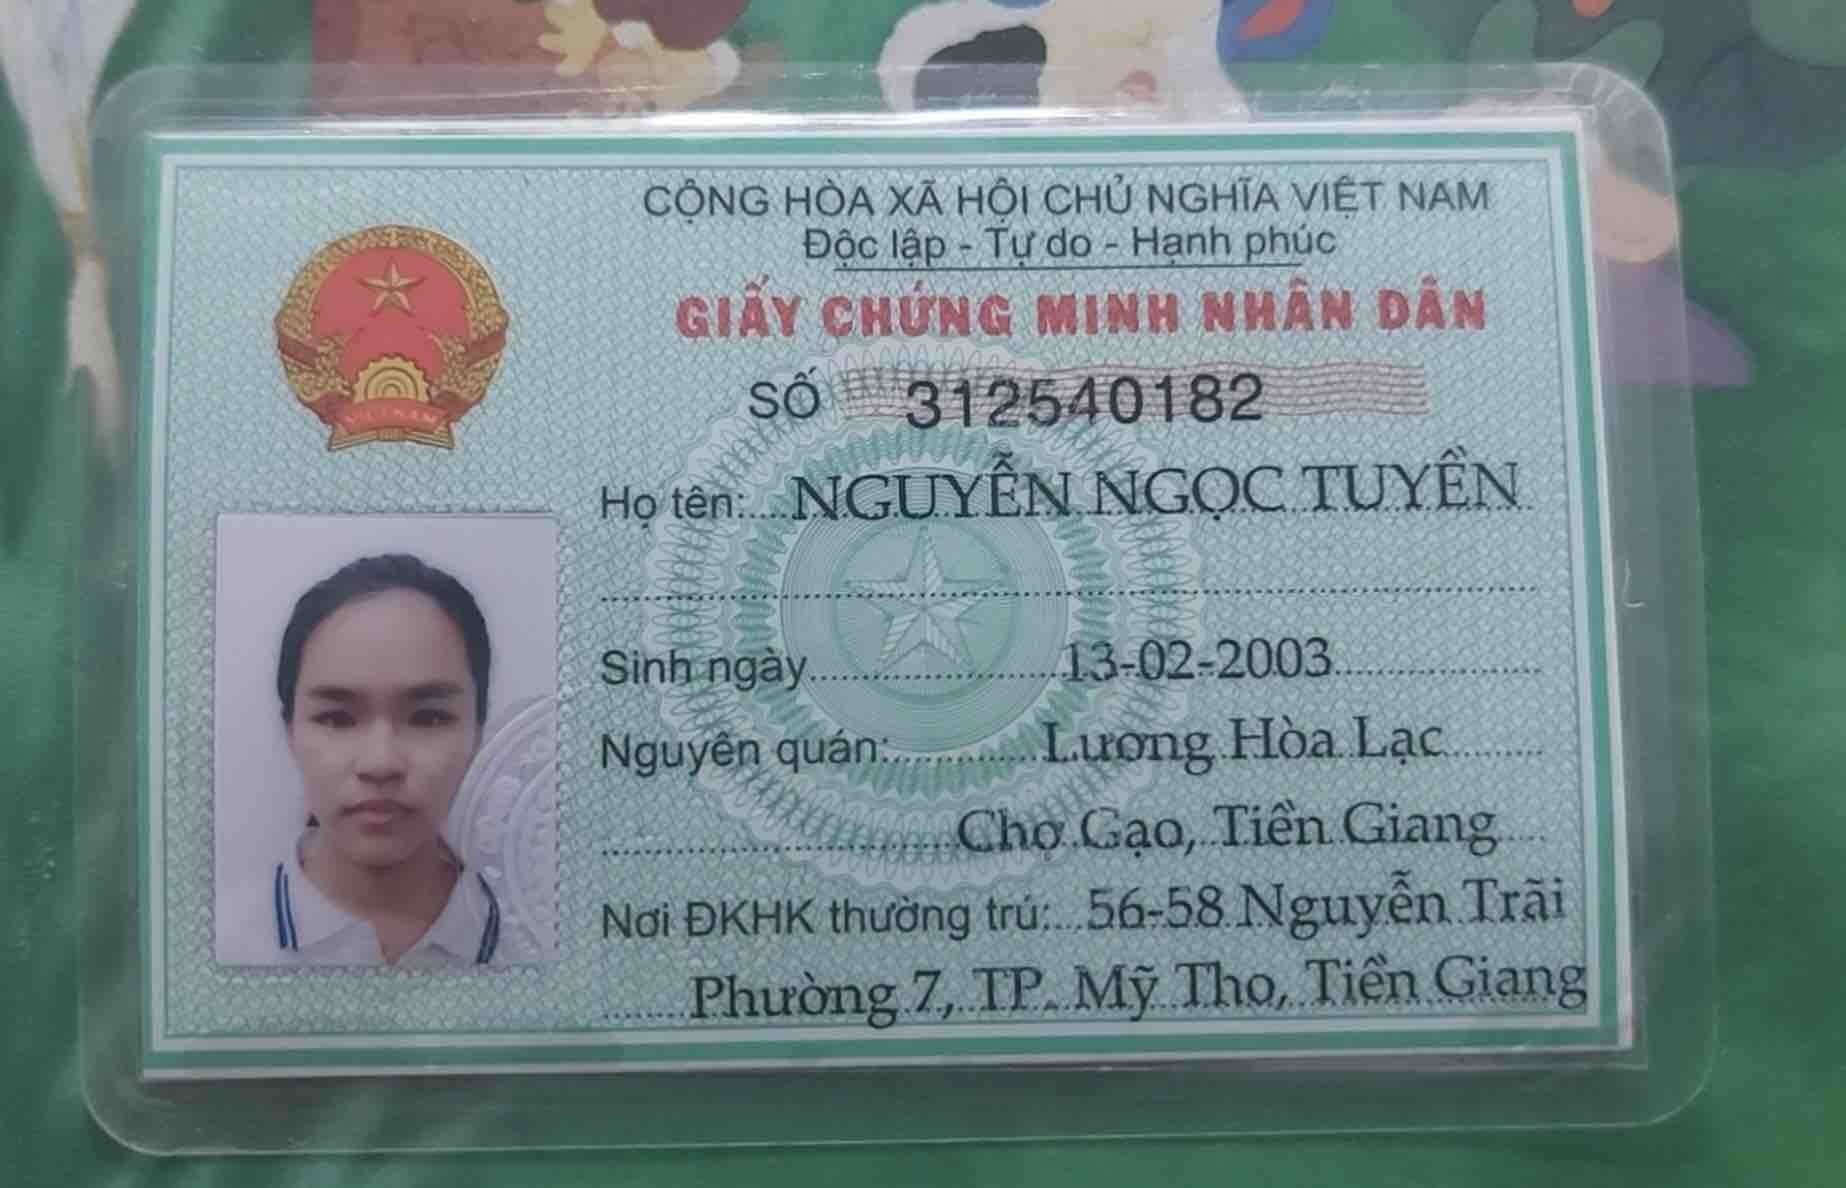 CỘNG HÒA XÃ HỘI CHỦ NGHĨA VIỆT NAM
Độc lập - Tự do - Hạnh phúc
GIẤY CHỨNG MINH NHÂN DÂN
SỐ 312540182
Họ tên: NGUYỄN NGỌC TUYỀN
Sinh ngày 13-02-2003
Nguyên quán: Lương Hòa Lạc
Chợ Gạo, Tiền Giang
Nơi ĐKHK thường trú: 56-58 Nguyễn Trãi
Phường 7, TP. Mỹ Tho, Tiền Giang
VIỆT NAM